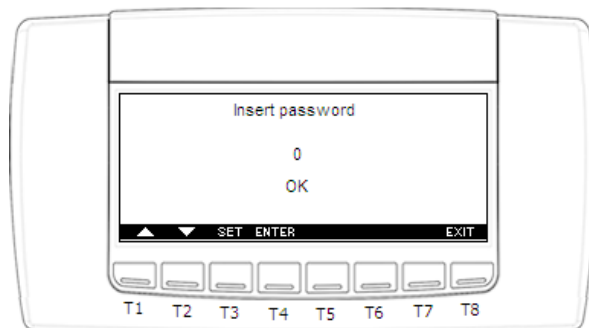 Insert password
0
OK
SET ENTER EXIT
T1 T2 T3 T4 T5 T6 T7 T8